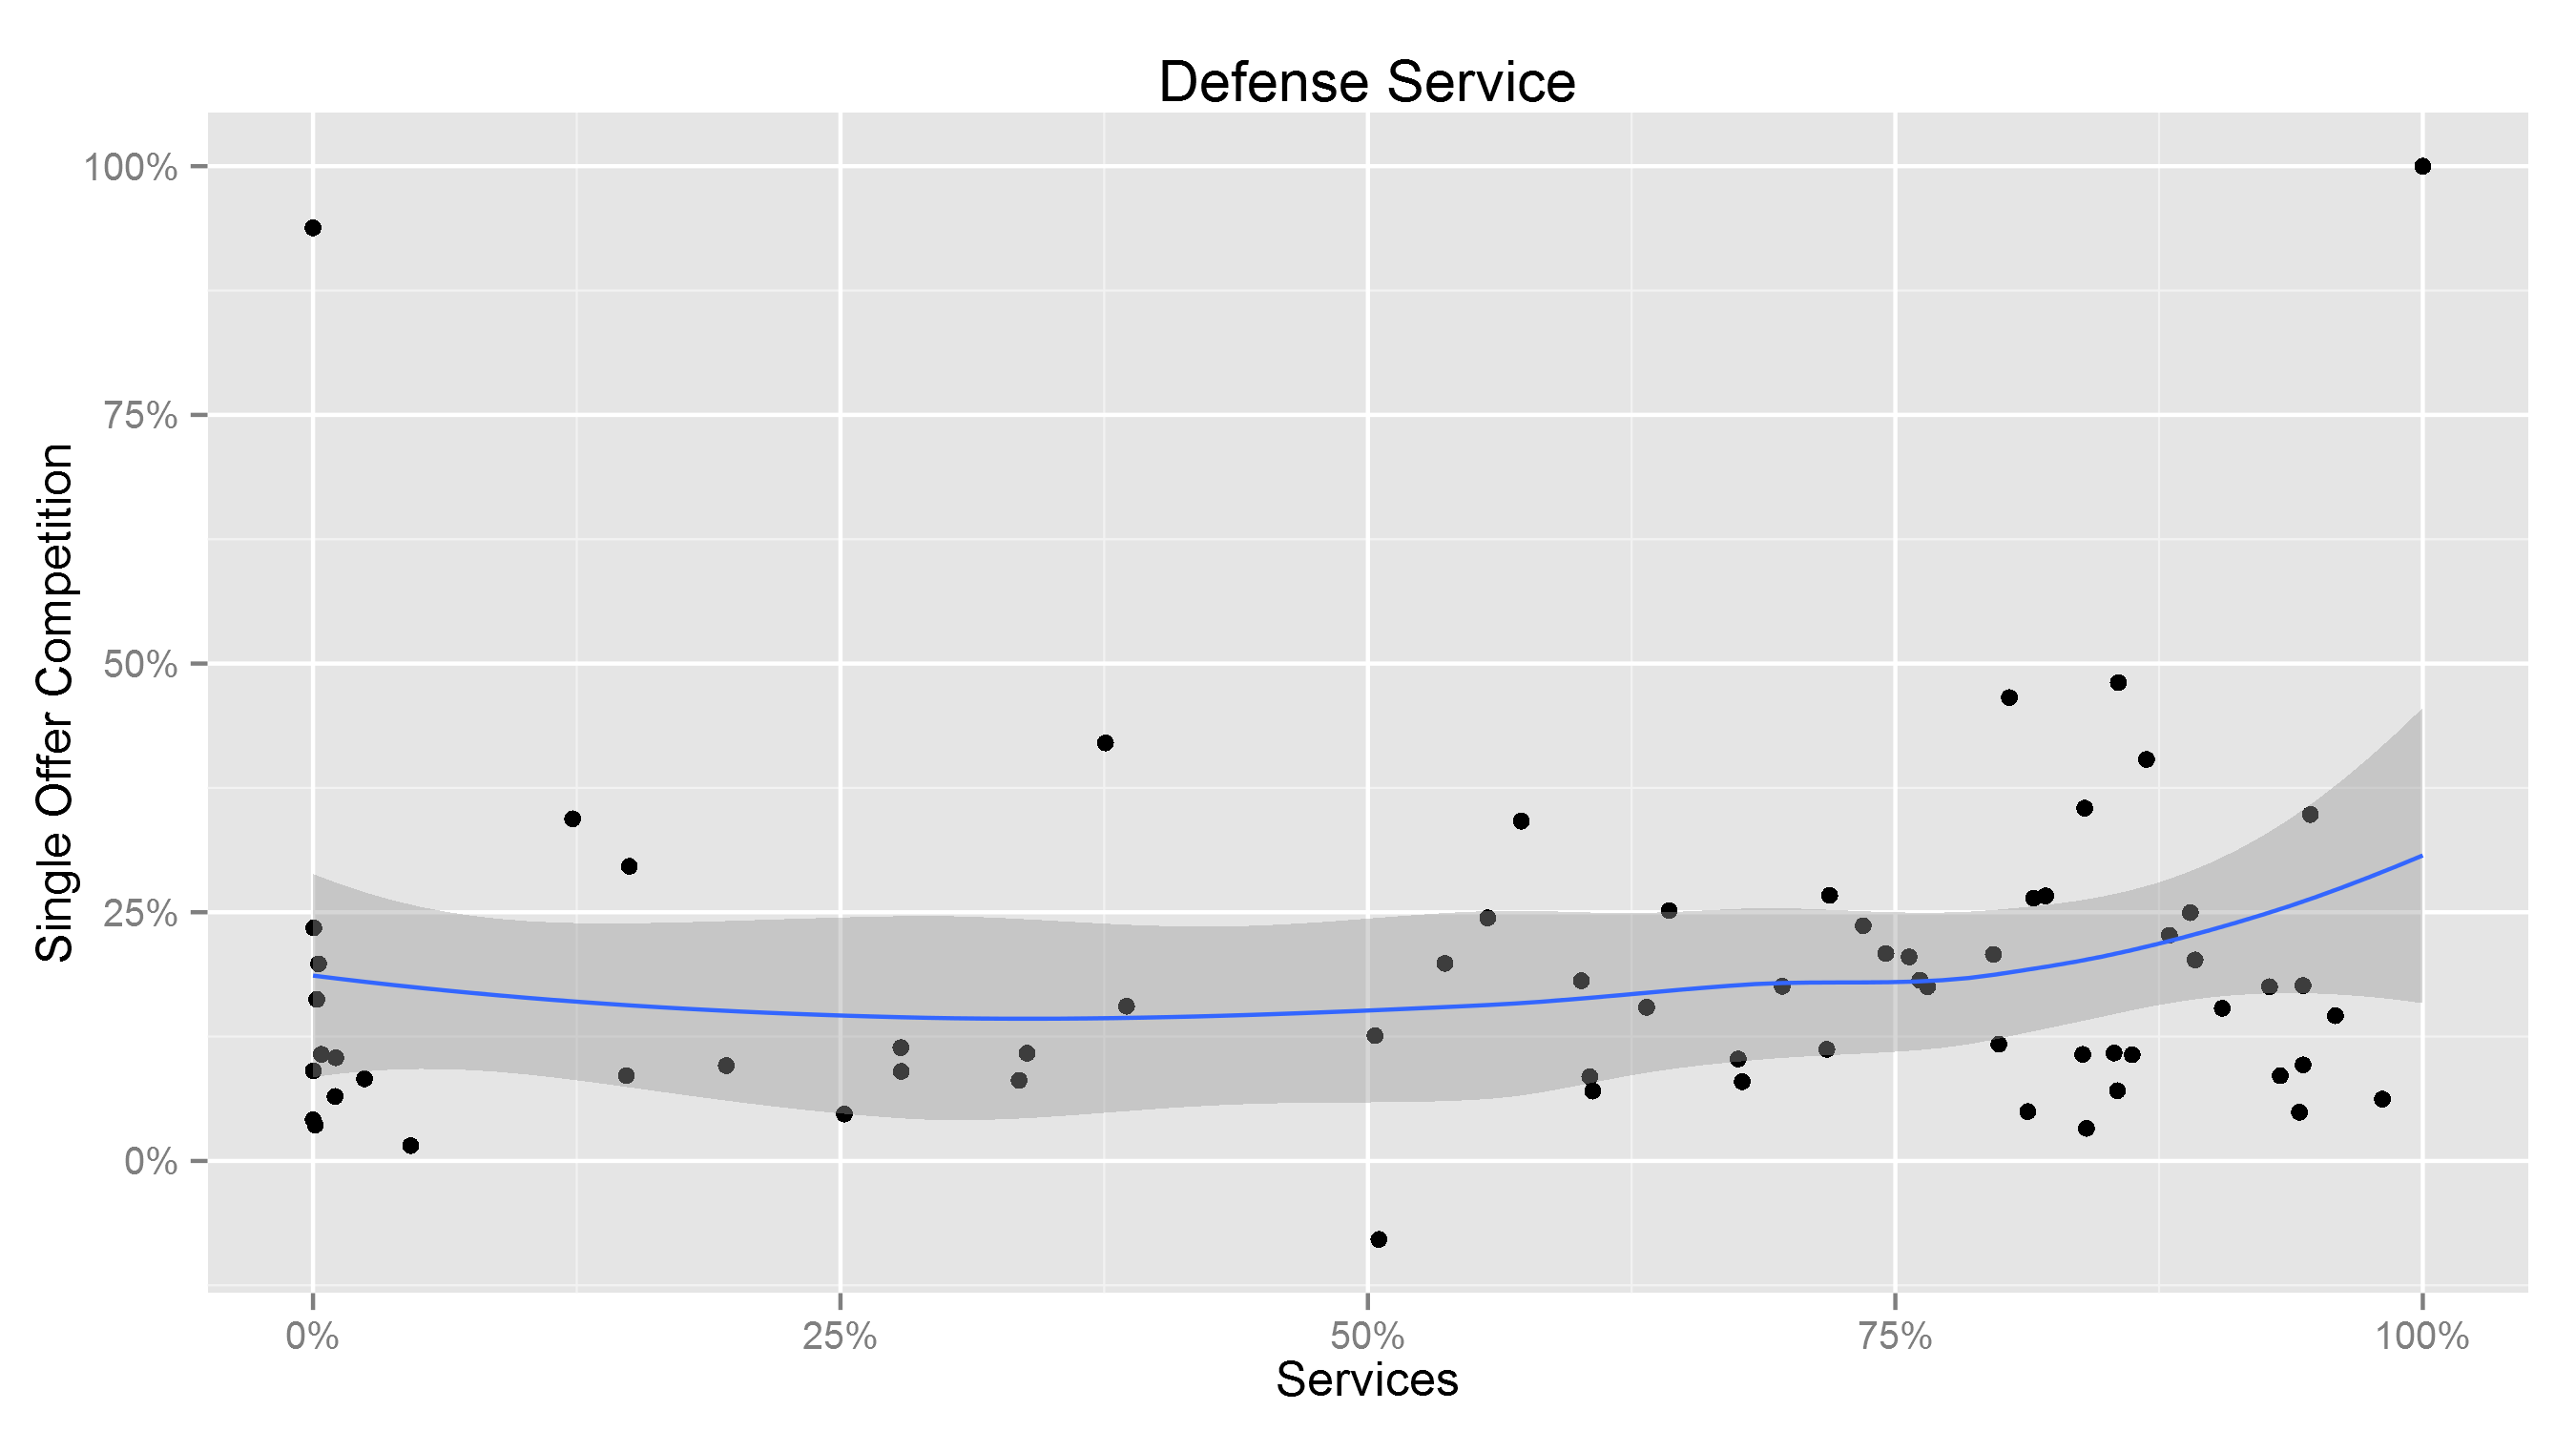 Defense Service
Single Offer Competition
100%
75%
50%
25%
0%
0% 25% 50% 75% 100%
Services